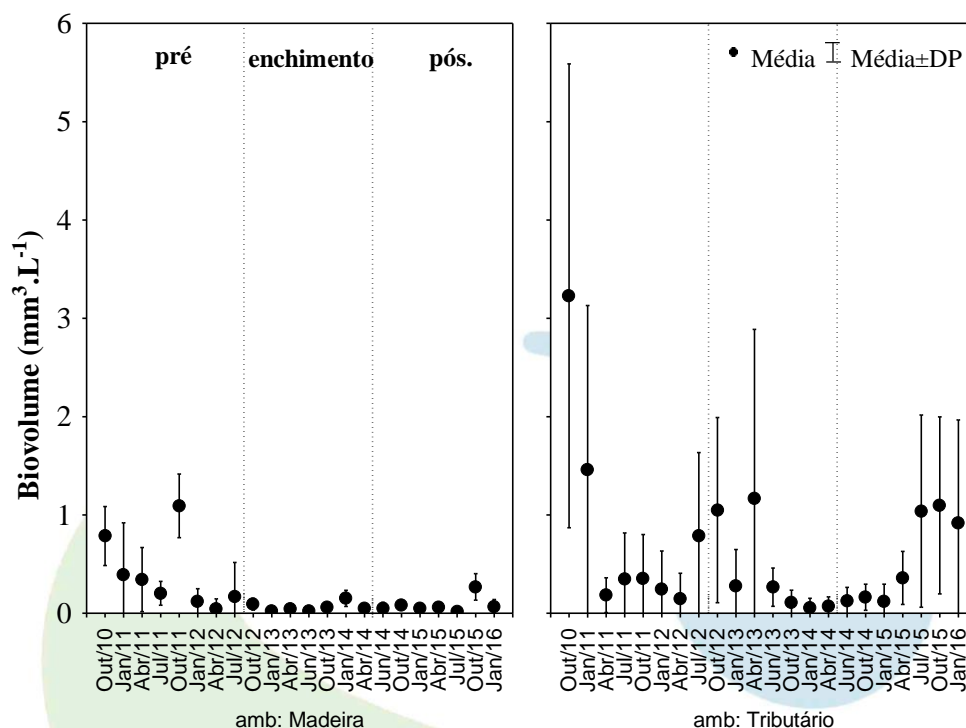 6
5
4
3
2
1
0
Biovolume (mm³.L⁻¹)
pré enchimento pós.
Out/10
Jan/11
Abr/11
Jul/11
Out/11
Jan/12
Abr/12
Jul/12
Out/12
Jan/13
Abr/13
Jun/13
Out/13
Jan/14
Abr/14
Jun/14
Out/14
Jan/15
Abr/15
Jul/15
Out/15
Jan/16
amb: Madeira
Média Média±DP
Out/10
Jan/11
Abr/11
Jul/11
Out/11
Jan/12
Abr/12
Jul/12
Out/12
Jan/13
Abr/13
Jun/13
Out/13
Jan/14
Abr/14
Jun/14
Out/14
Jan/15
Abr/15
Jul/15
Out/15
Jan/16
amb: Tributário